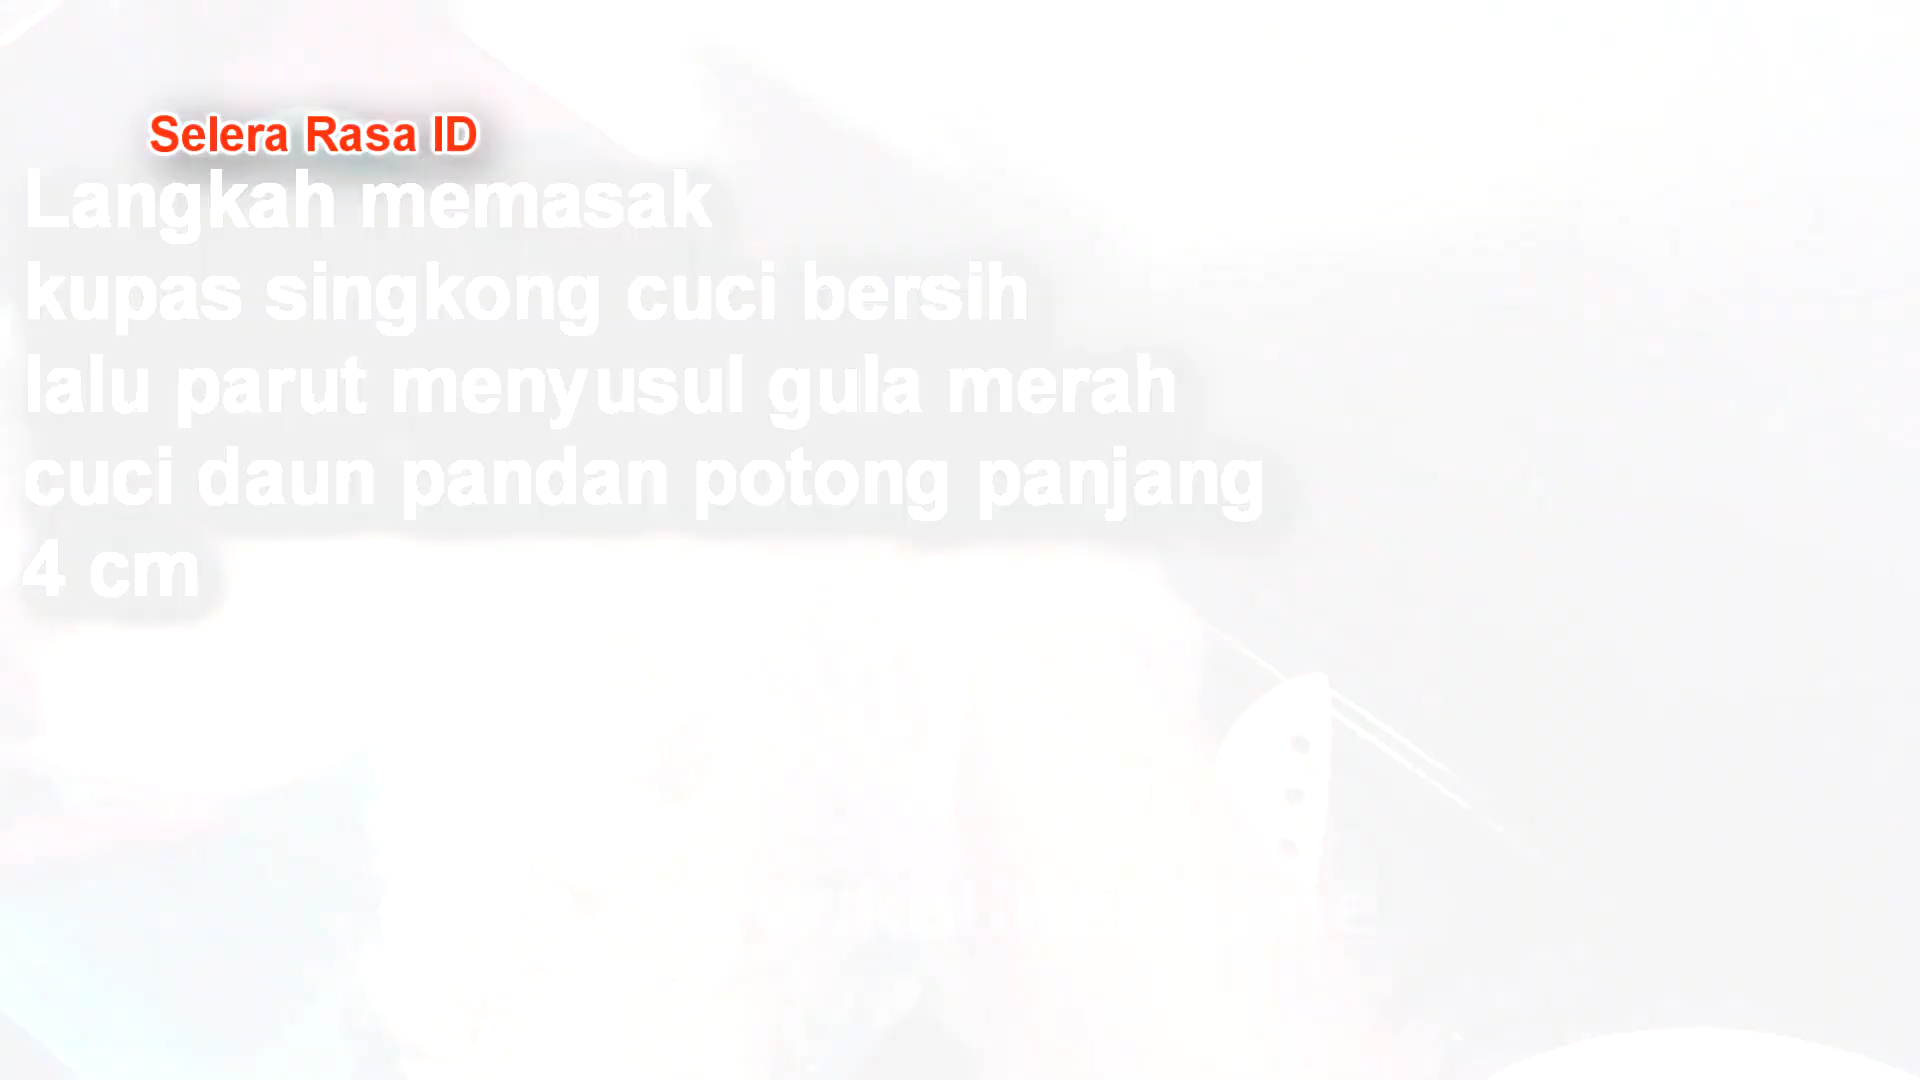 Selera Rasa ID
Langkah memasak
kupas singkong cuci bersih
lalu parut menyusul gula merah
cuci daun pandan potong panjang
4 cm